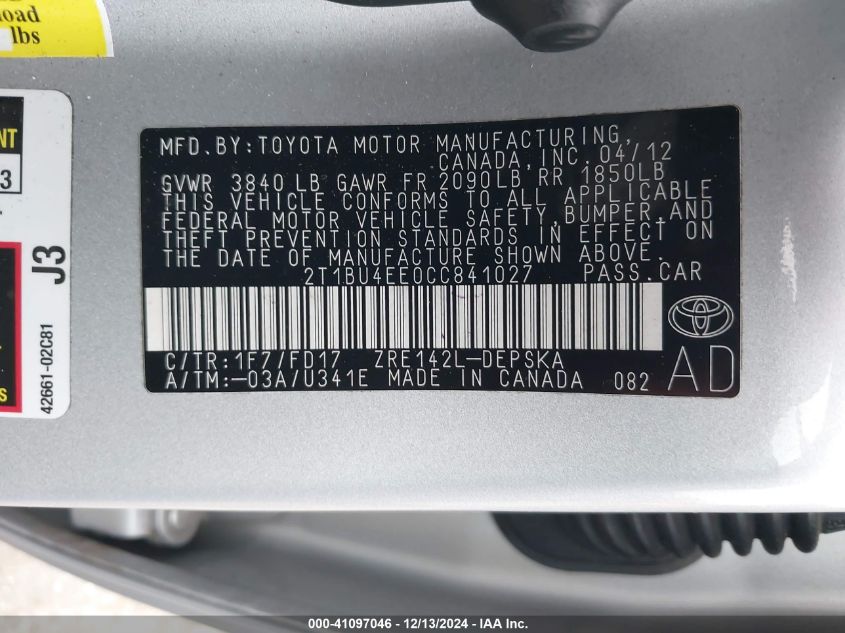 oad
lbs
NT
3
J3
42661-02C81
S
MFD.BY:TOYOTA MOTOR MANUFACTURING,
CANADA,INC. 04/12
GVWR 3840 LB GAWR FR 2090LB RR 1850LB
THIS VEHICLE CONFORMS TO ALL APPLICABLE
FEDERAL MOTOR VEHICLE SAFETY,BUMPER,AND
THEFT PREVENTION STANDARDS IN EFFECT ON
THE DATE OF MANUFACTURE SHOWN ABOVE.
2T1BU4EE0CC841027 PASS.CAR
C/TR:1F7/FD17 ZRE142L-DEPSKA
A/TM:-03A/U341E MADE IN CANADA 082
AD
000-41097046 - 12/13/2024 - IAA Inc.